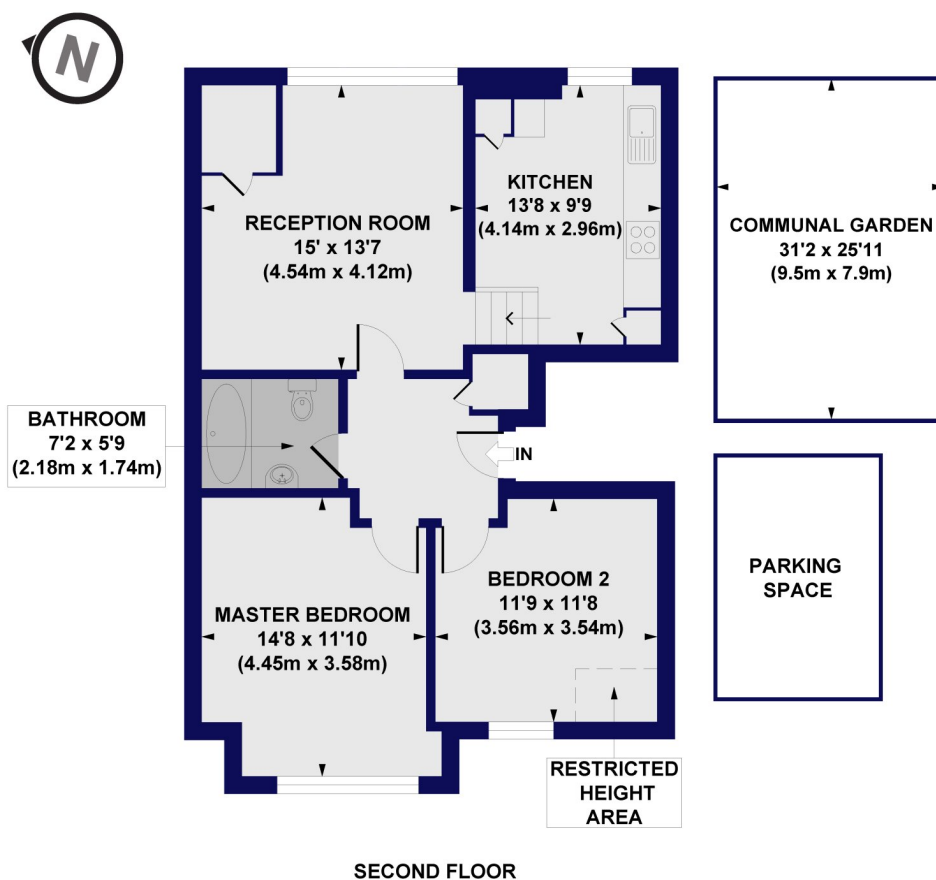 N
RECEPTION ROOM
15' x 13'7
(4.54m x 4.12m)
KITCHEN
13'8 x 9'9
(4.14m x 2.96m)
COMMUNAL GARDEN
31'2 x 25'11
(9.5m x 7.9m)
BATHROOM
7'2 x 5'9
(2.18m x 1.74m)
IN
MASTER BEDROOM
14'8 x 11'10
(4.45m x 3.58m)
BEDROOM 2
11'9 x 11'8
(3.56m x 3.54m)
PARKING
SPACE
RESTRICTED
HEIGHT
AREA
SECOND FLOOR